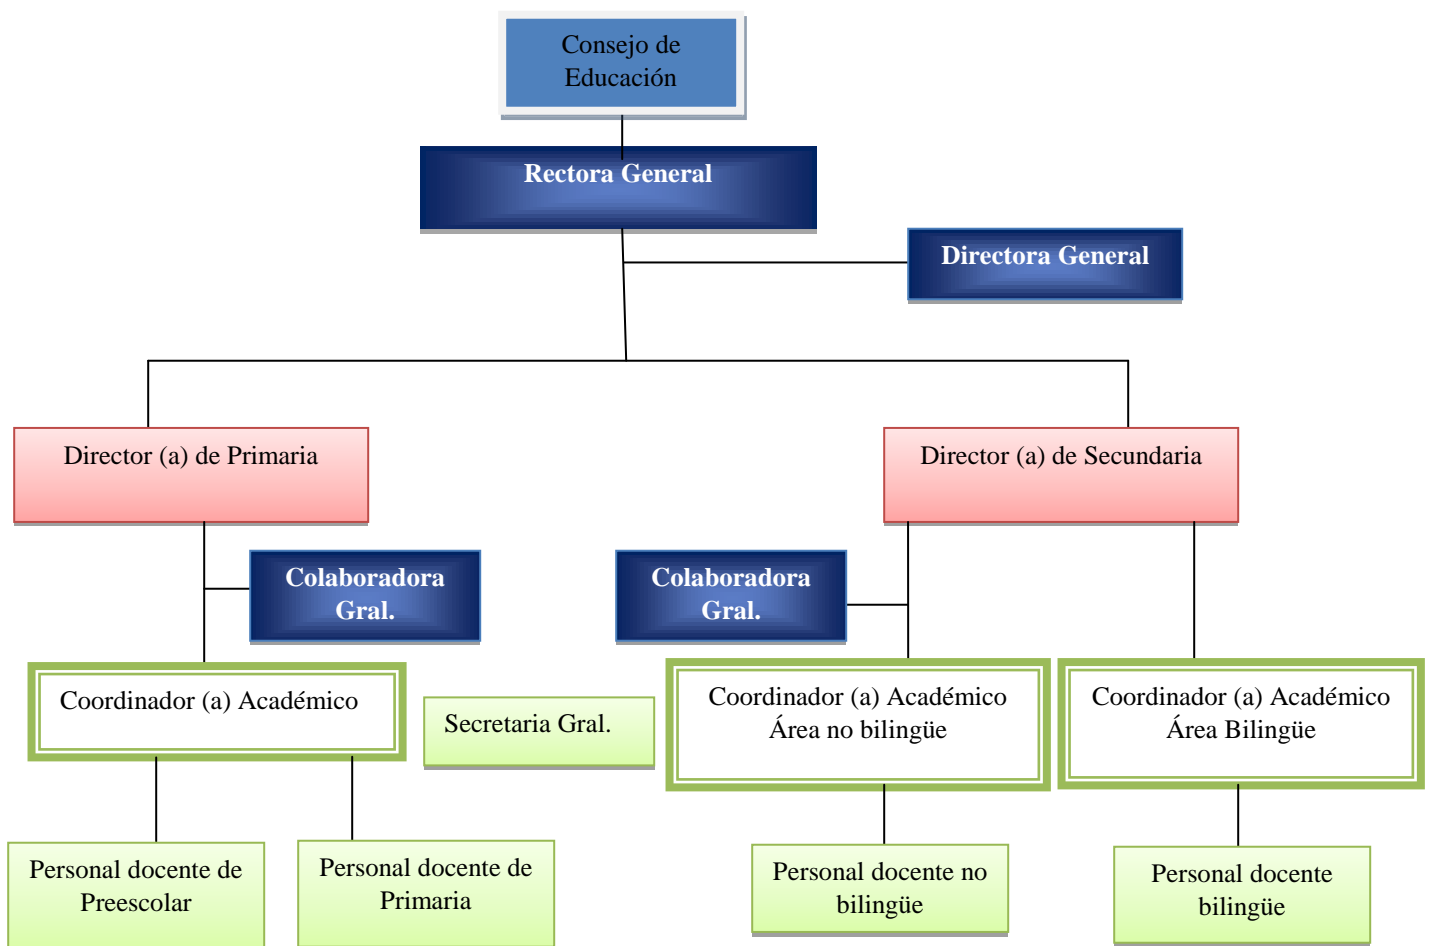 Consejo de
Educación
Rectora General
Directora General
Director (a) de Primaria
Director (a) de Secundaria
Colaboradora
Gral.
Colaboradora
Gral.
Coordinador (a) Académico
Secretaria Gral.
Coordinador (a) Académico
Área no bilingüe
Coordinador (a) Académico
Área Bilingüe
Personal docente de
Preescolar
Personal docente de
Primaria
Personal docente no
bilingüe
Personal docente
bilingüe